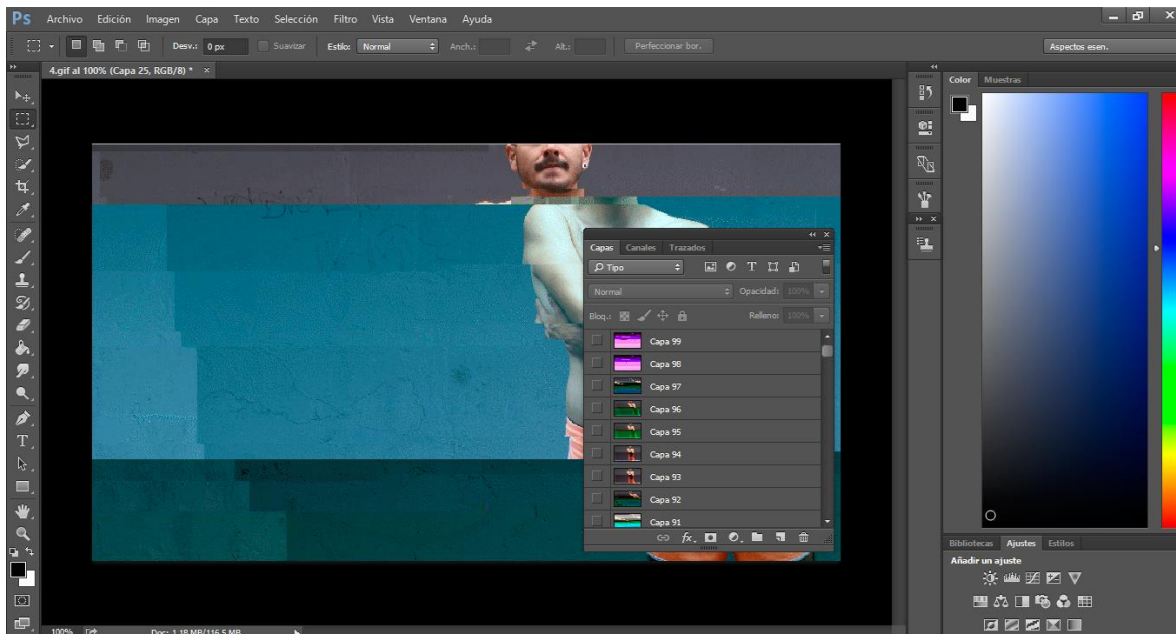 Ps Archivo Edición Imagen Capa Texto Selección Filtro Vista Ventana Ayuda
Desv.: 0 px Suavizar Estilo: Normal Anch.: Alt.: Perfeccionar bor. Aspectos esen.
4.gif al 100% (Capa 25, RGB/8) * ×
Color Muestras
Capas Canales Trazados
Tipo
Normal Opacidad: 100%
Bloq.: Relleno: 100%
Capa 99
Capa 98
Capa 97
Capa 96
Capa 95
Capa 94
Capa 93
Capa 92
Capa 91
fx
Bibliotecas Ajustes Estilos
Añadir un ajuste
100% Doc: 1,18 MB/116,5 MB